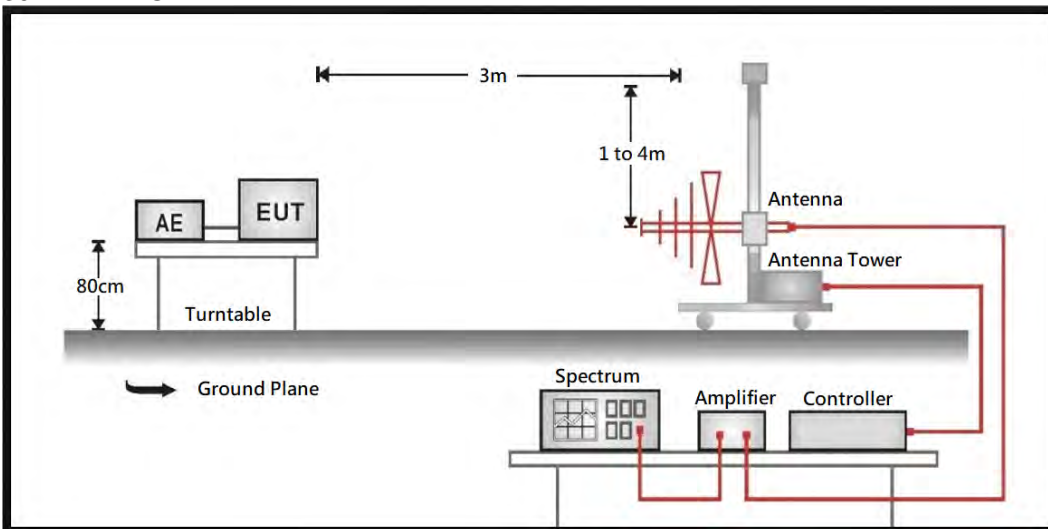 3m
1 to 4m
Antenna
AE
EUT
Antenna Tower
80cm
Turntable
Ground Plane
Spectrum
Amplifier
Controller